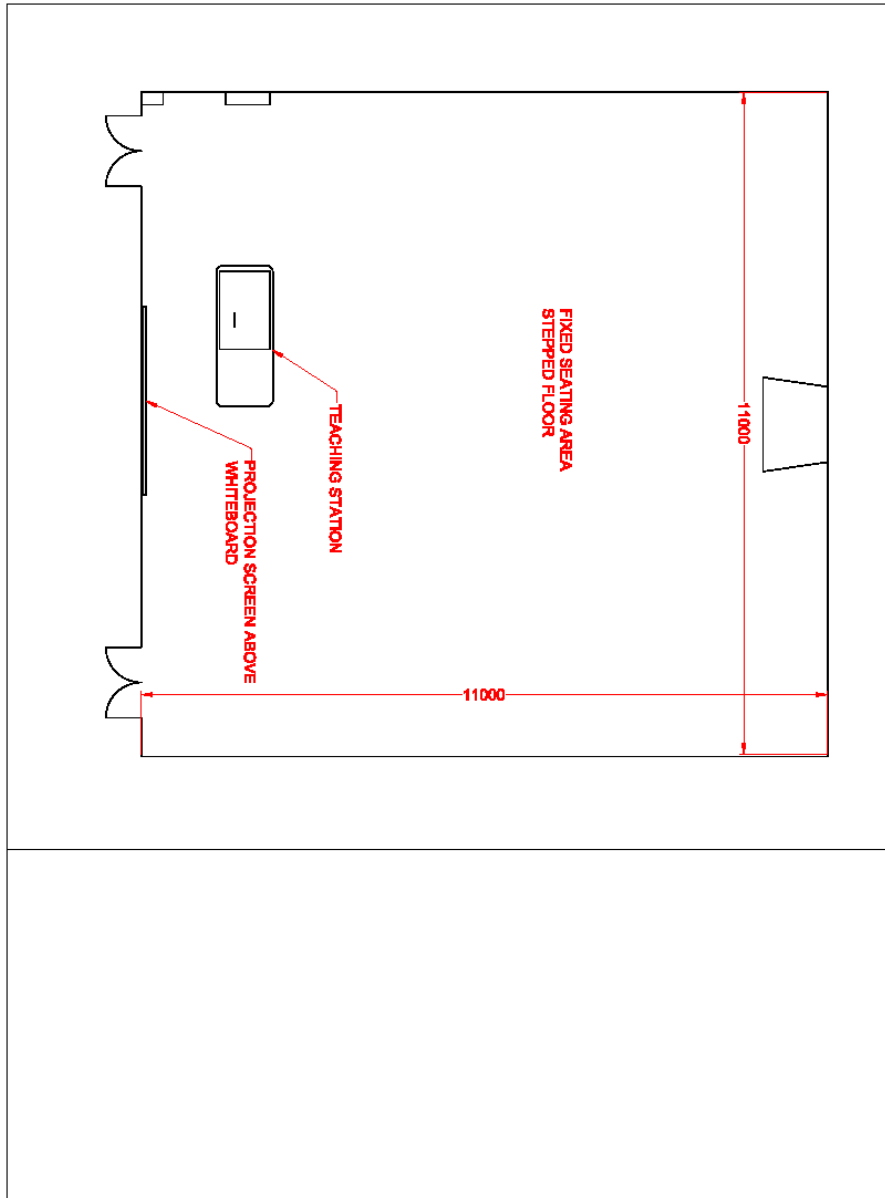 FIXED SEATING AREA
STEPPED FLOOR
11000
TEACHING STATION
PROJECTION SCREEN ABOVE
WHITEBOARD
11000